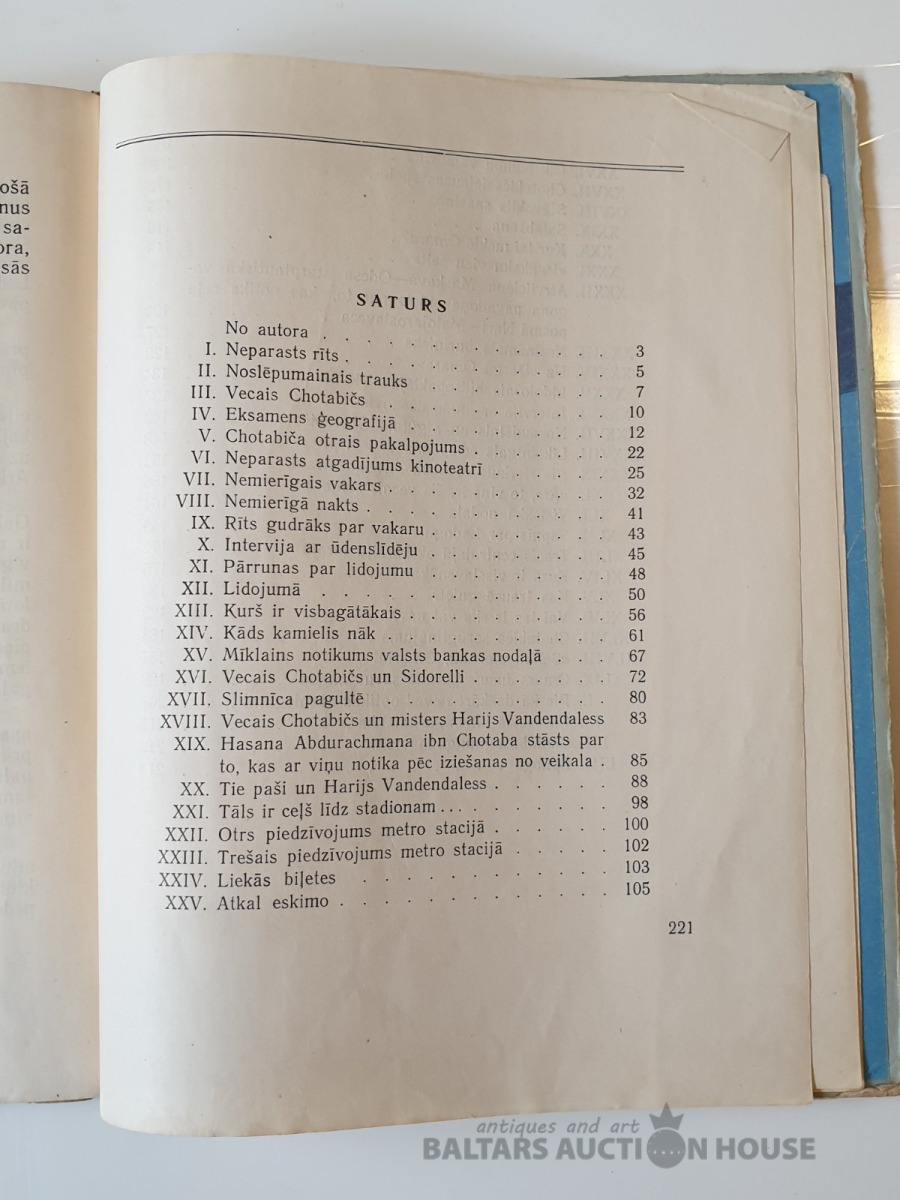 ošā
nus
sa-
ora,
sās
SATURS
No autora . . . . . . . . . . . . . . 3
I. Neparasts rīts . . . . . . . . . . . . . 5
II. Noslēpumainais trauks . . . . . . . . . . 7
III. Vecais Chotabičs . . . . . . . . . . . . 10
IV. Eksamens ģeografijā . . . . . . . . . . 12
V. Chotabiča otrais pakalpojums . . . . . . . 22
VI. Neparasts atgadījums kinoteatrī . . . . . . 25
VII. Nemierīgais vakars . . . . . . . . . . . 32
VIII. Nemierīgā nakts . . . . . . . . . . . . 41
IX. Rīts gudrāks par vakaru . . . . . . . . . 43
X. Intervija ar ūdenslīdēju . . . . . . . . . 45
XI. Pārrunas par lidojumu . . . . . . . . . 48
XII. Lidojumā . . . . . . . . . . . . . . 50
XIII. Kurš ir visbagātākais . . . . . . . . . . 56
XIV. Kāds kamielis nāk . . . . . . . . . . . 61
XV. Mīklains notikums valsts bankas nodaļā . . . 67
XVI. Vecais Chotabičs un Sidorelli . . . . . . . 72
XVII. Slimnīca pagultē . . . . . . . . . . . 80
XVIII. Vecais Chotabičs un misters Harijs Vandendaless 83
XIX. Hasana Abdurachmana ibn Chotaba stāsts par
to, kas ar viņu notika pēc iziešanas no veikala . 85
XX. Tie paši un Harijs Vandendaless . . . . . . 88
XXI. Tāls ir ceļš līdz stadionam . . . . . . . . . 98
XXII. Otrs piedzīvojums metro stacijā . . . . . . 100
XXIII. Trešais piedzīvojums metro stacijā . . . . . 102
XXIV. Liekās biļetes . . . . . . . . . . . . 103
XXV. Atkal eskimo . . . . . . . . . . . . . 105
221
antiques and art
BALTARS AUCTION HOUSE